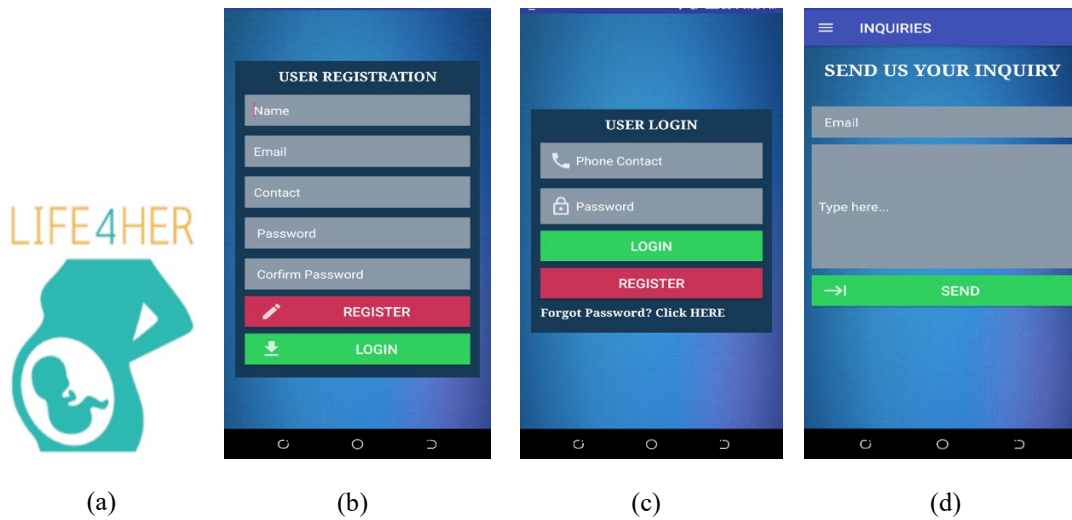 LIFE4HER
(a)
USER REGISTRATION
Name
Email
Contact
Password
Corfirm Password
REGISTER
LOGIN
(b)
USER LOGIN
Phone Contact
Password
LOGIN
REGISTER
Forgot Password? Click HERE
(c)
INQUIRIES
SEND US YOUR INQUIRY
Email
Type here...
SEND
(d)